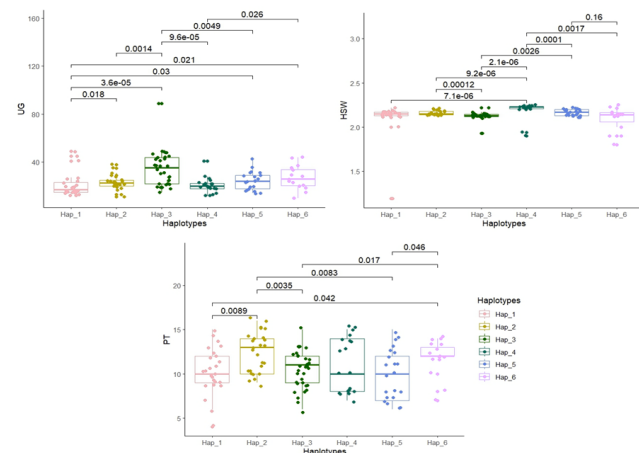 0.026
0.0049
9.6e-05
0.0014
0.021
0.03
3.6e-05
0.018
160
120
80
40
UG
Hap_1 Hap_2 Hap_3 Hap_4 Hap_5 Hap_6
Haplotypes
0.16
0.0017
0.0001
0.0026
2.1e-06
9.2e-06
0.00012
7.1e-06
3.0
2.5
2.0
1.5
HSW
Hap_1 Hap_2 Hap_3 Hap_4 Hap_5 Hap_6
Haplotypes
0.046
0.017
0.0083
0.0035
0.042
0.0089
20
15
10
5
PT
Hap_1 Hap_2 Hap_3 Hap_4 Hap_5 Hap_6
Haplotypes
Haplotypes
Hap_1
Hap_2
Hap_3
Hap_4
Hap_5
Hap_6